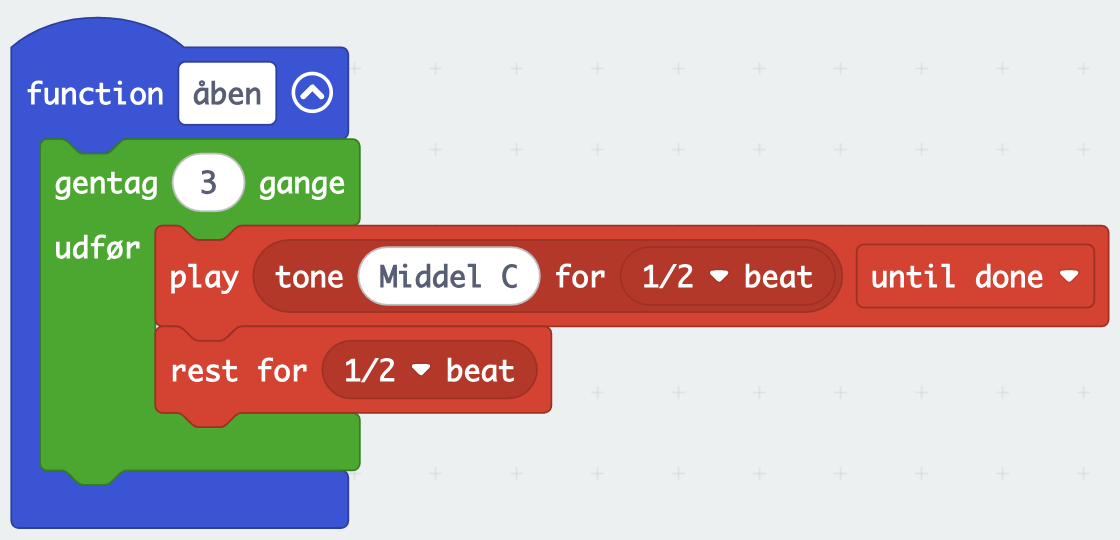 function åben
gentag 3 gange
udfør
play tone Middel C for 1/2 beat until done
rest for 1/2 beat